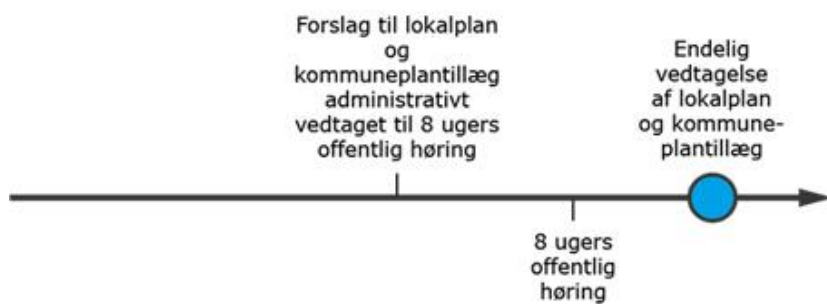 Forslag til lokalplan
og
kommuneplantillæg
administrativt
vedtaget til 8 ugers
offentlig høring
8 ugers
offentlig
høring
Endelig
vedtagelse
af lokalplan
og kommune-
plantillæg